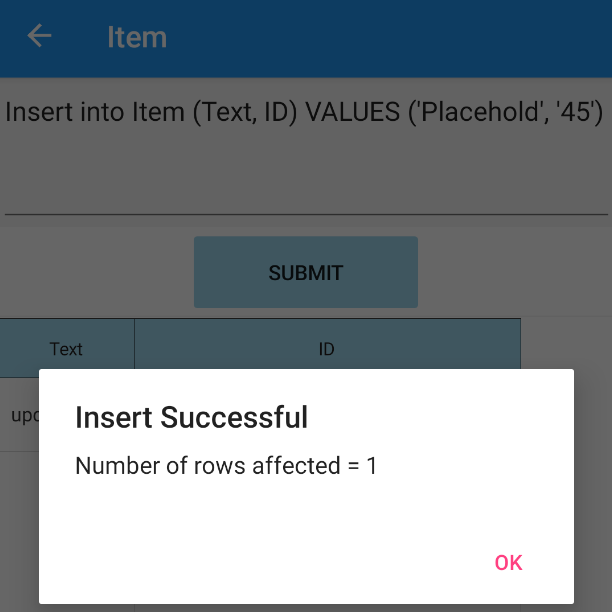 Item
Insert into Item (Text, ID) VALUES ('Placehold', '45')
SUBMIT
Text ID
Insert Successful
Number of rows affected = 1
OK